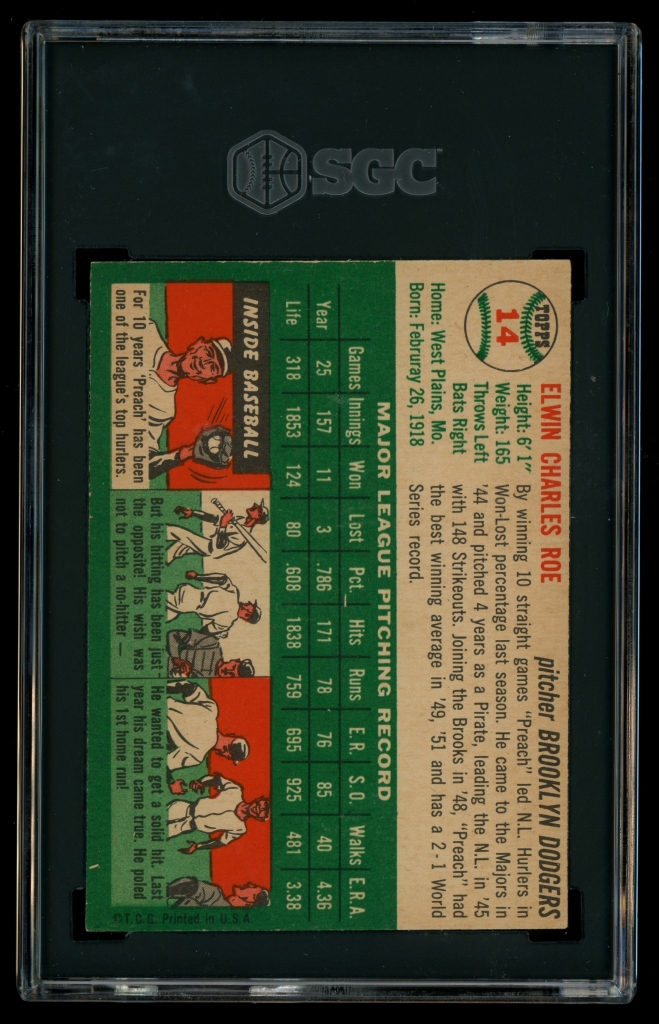 SGC
TOPPS
14
ELWIN CHARLES ROE
pitcher BROOKLYN DODGERS
Height: 6'1"
Weight: 165
Throws Left
Bats Right
Home: West Plains, Mo.
Born: Februray 26, 1918
By winning 10 straight games "Preach" led N.L. Hurlers in
Won-Lost percentage last season. He came to the Majors in
'44 and pitched 4 years as a Pirate, leading the N.L. in '45
with 148 Strikeouts. Joining the Brooks in '48, "Preach" had
the best winning average in '49, '51 and has a 2-1 World
Series record.
MAJOR LEAGUE PITCHING RECORD
Games Innings Won Lost Pct. Hits Runs E.R. S.O. Walks E.R.A.
Year 25 157 11 3 .786 171 78 76 85 40 4.36
Life 318 1853 124 80 .608 1838 759 695 925 481 3.38
INSIDE BASEBALL
For 10 years 'Preach' has been
one of the league's top hurlers.
But his hitting has been just
the opposite! His wish was
not to pitch a no-hitter —
He wanted to get a solid hit. Last
year his dream came true. He poled
his 1st home run!
©T.C.G. Printed in U.S.A.